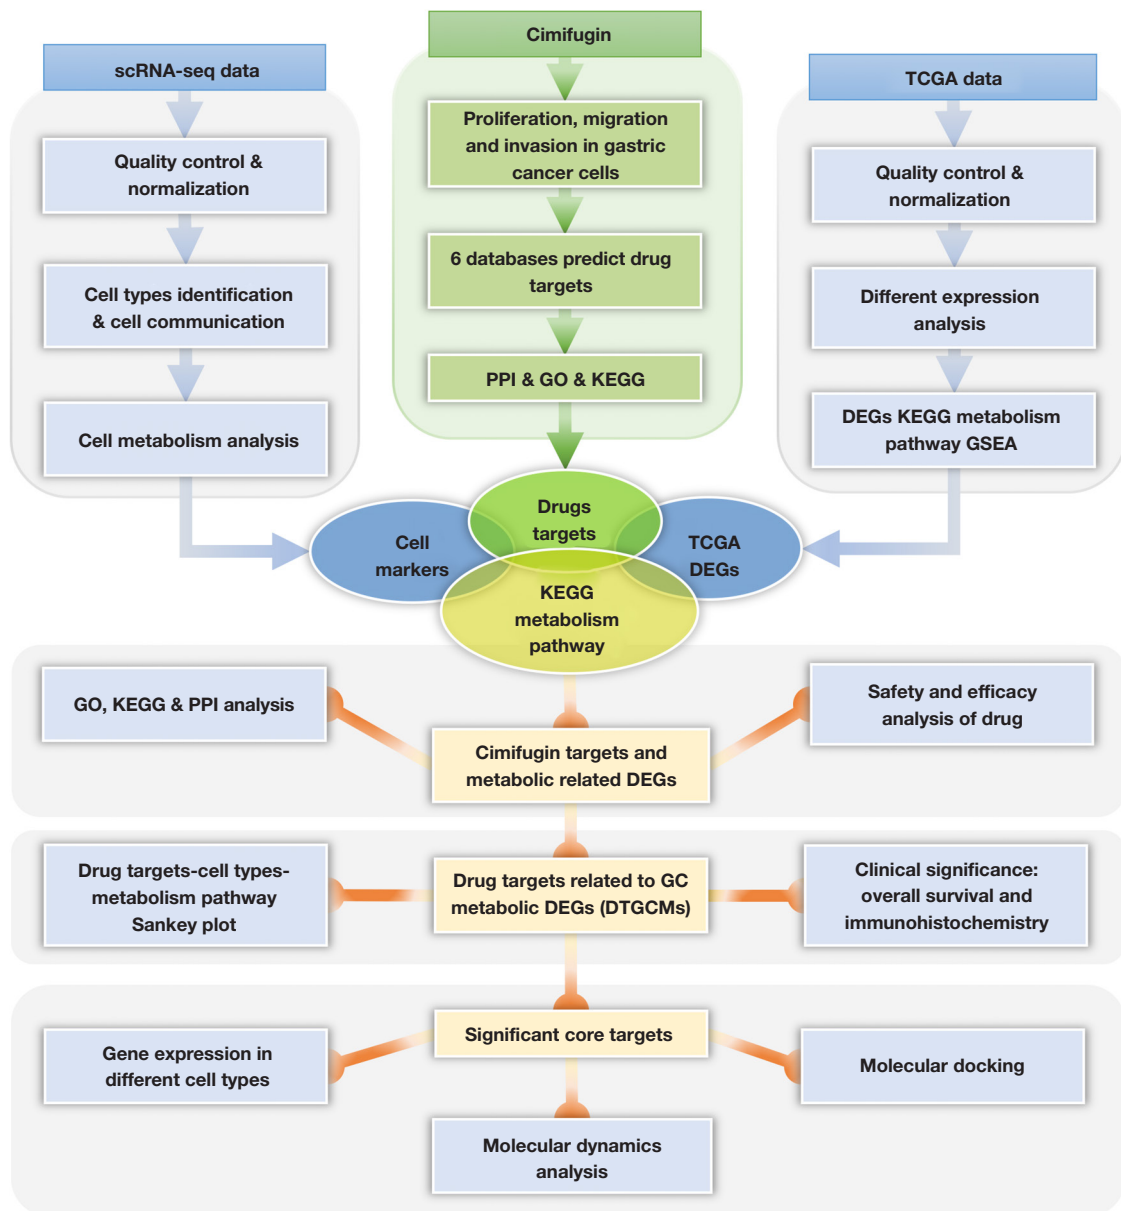 scRNA-seq data
Quality control &
normalization
Cell types identification
& cell communication
Cell metabolism analysis
Cimifugin
Proliferation, migration
and invasion in gastric
cancer cells
6 databases predict drug
targets
PPI & GO & KEGG
TCGA data
Quality control &
normalization
Different expression
analysis
DEGs KEGG metabolism
pathway GSEA
Cell
markers
Drugs
targets
TCGA
DEGs
KEGG
metabolism
pathway
GO, KEGG & PPI analysis
Cimifugin targets and
metabolic related DEGs
Safety and efficacy
analysis of drug
Drug targets-cell types-
metabolism pathway
Sankey plot
Drug targets related to GC
metabolic DEGs (DTGCMs)
Clinical significance:
overall survival and
immunohistochemistry
Gene expression in
different cell types
Significant core targets
Molecular docking
Molecular dynamics
analysis